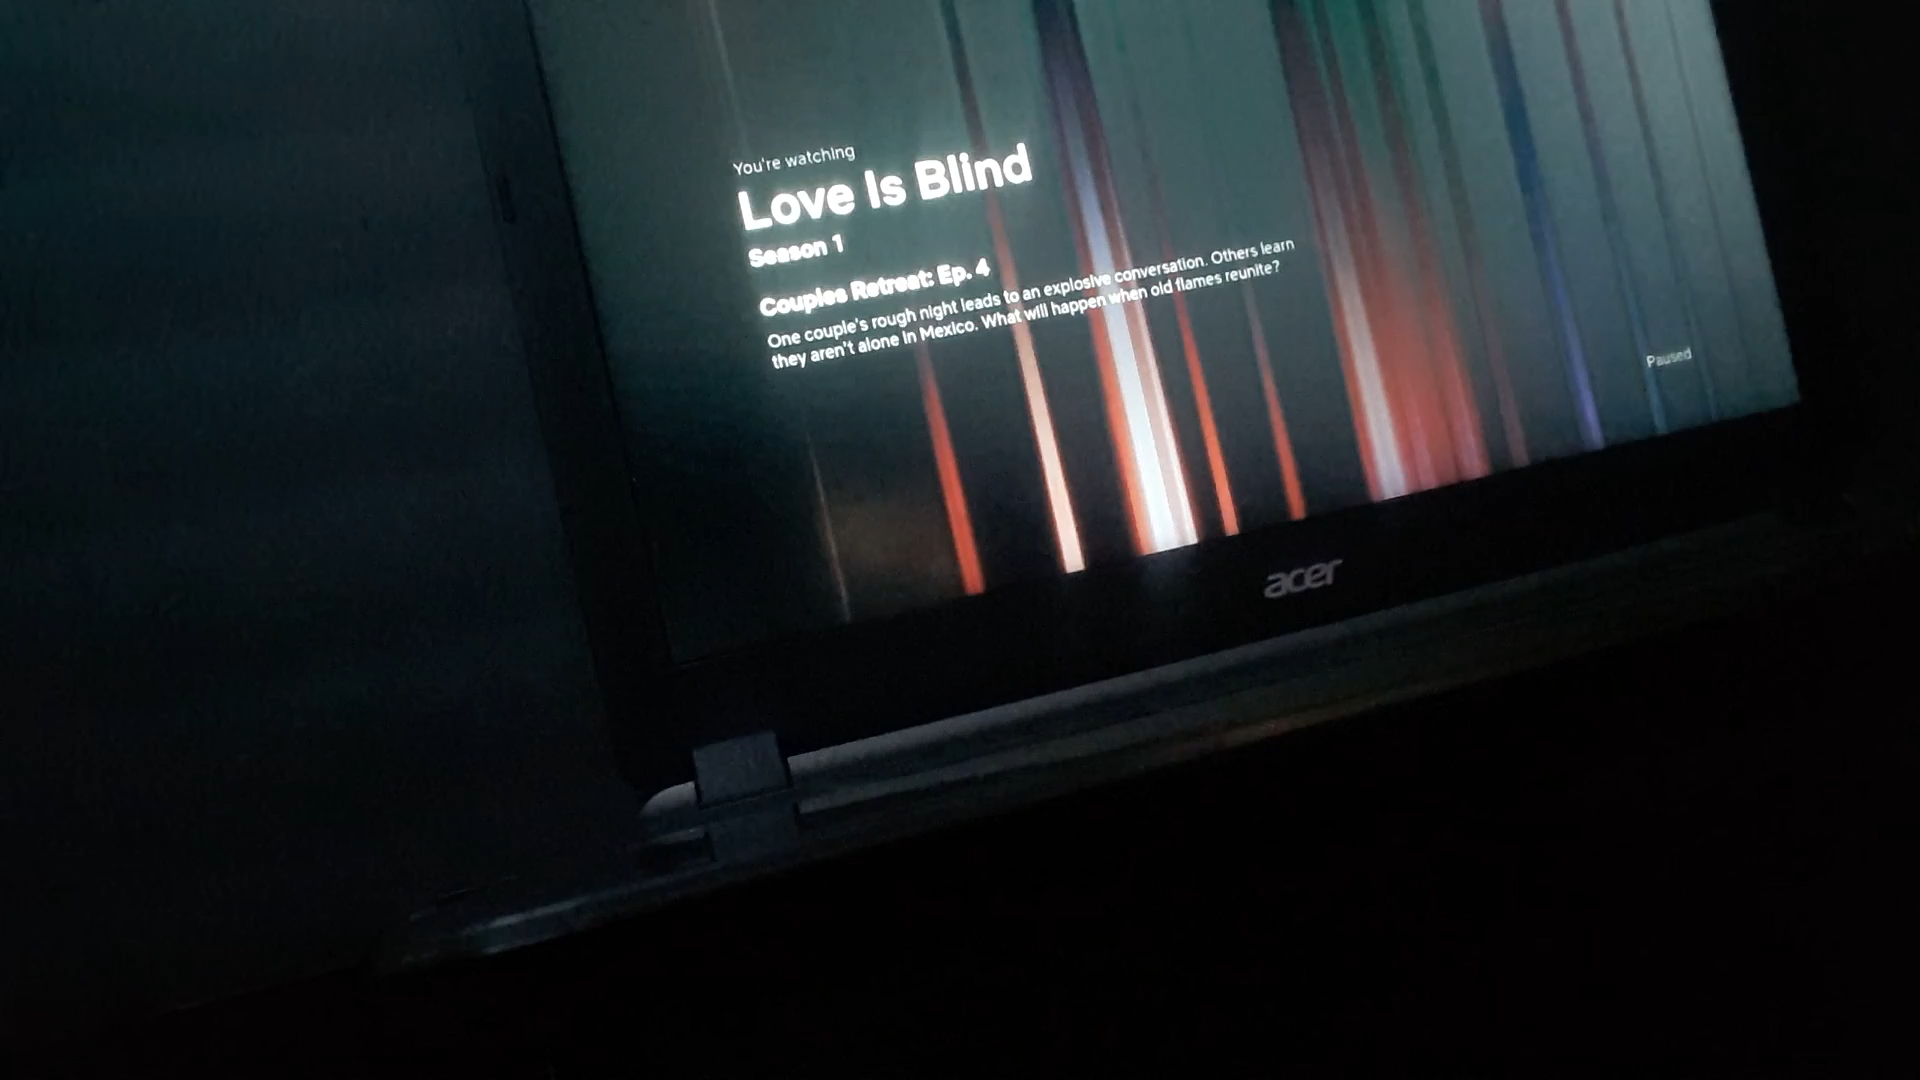 You're watching
Love Is Blind
Season 1
Couples Retreat: Ep. 4
One couple's rough night leads to an explosive conversation. Others learn
they aren't alone in Mexico. What will happen when old flames reunite?
Paused
acer